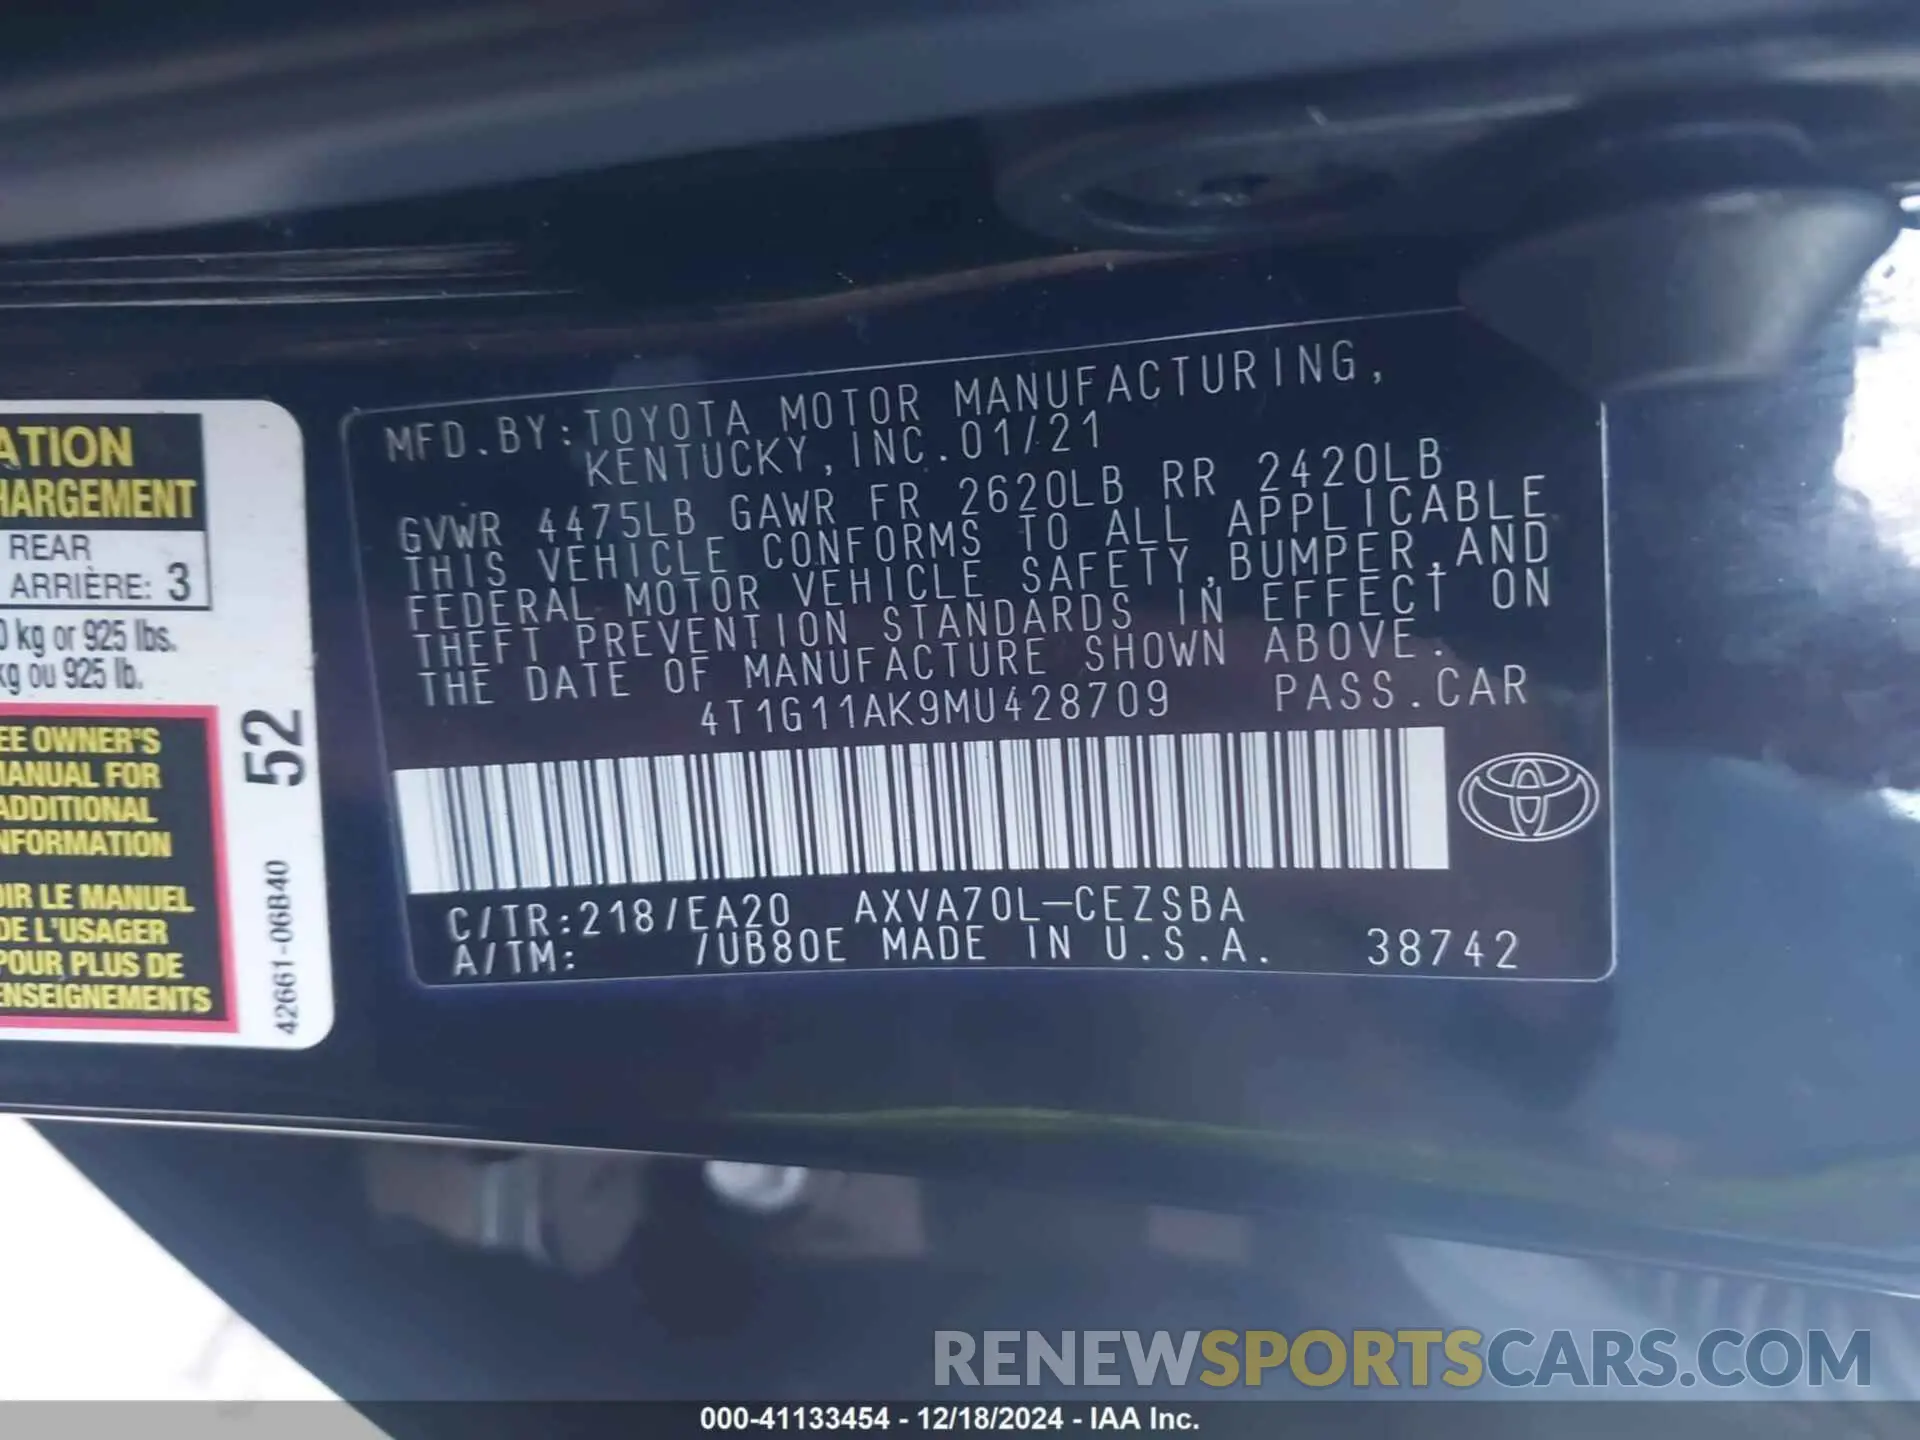 ATION
HARGEMENT
REAR
ARRIÈRE: 3
0 kg or 925 lbs.
kg ou 925 lb.
EE OWNER'S
MANUAL FOR
ADDITIONAL
NFORMATION
OIR LE MANUEL
DE L'USAGER
POUR PLUS DE
ENSEIGNEMENTS
52
42661-06B40
MFD.BY:TOYOTA MOTOR MANUFACTURING,
KENTUCKY,INC.01/21
GVWR 4475LB GAWR FR 2620LB RR 2420LB
THIS VEHICLE CONFORMS TO ALL APPLICABLE
FEDERAL MOTOR VEHICLE SAFETY,BUMPER,AND
THEFT PREVENTION STANDARDS IN EFFECT ON
THE DATE OF MANUFACTURE SHOWN ABOVE.
4T1G11AK9MU428709 PASS.CAR
C/TR:218/EA20 AXVA70L-CEZSBA
A/TM: /UB80E MADE IN U.S.A. 38742
RENEWSPORTSCARS.COM
000-41133454 - 12/18/2024 - IAA Inc.